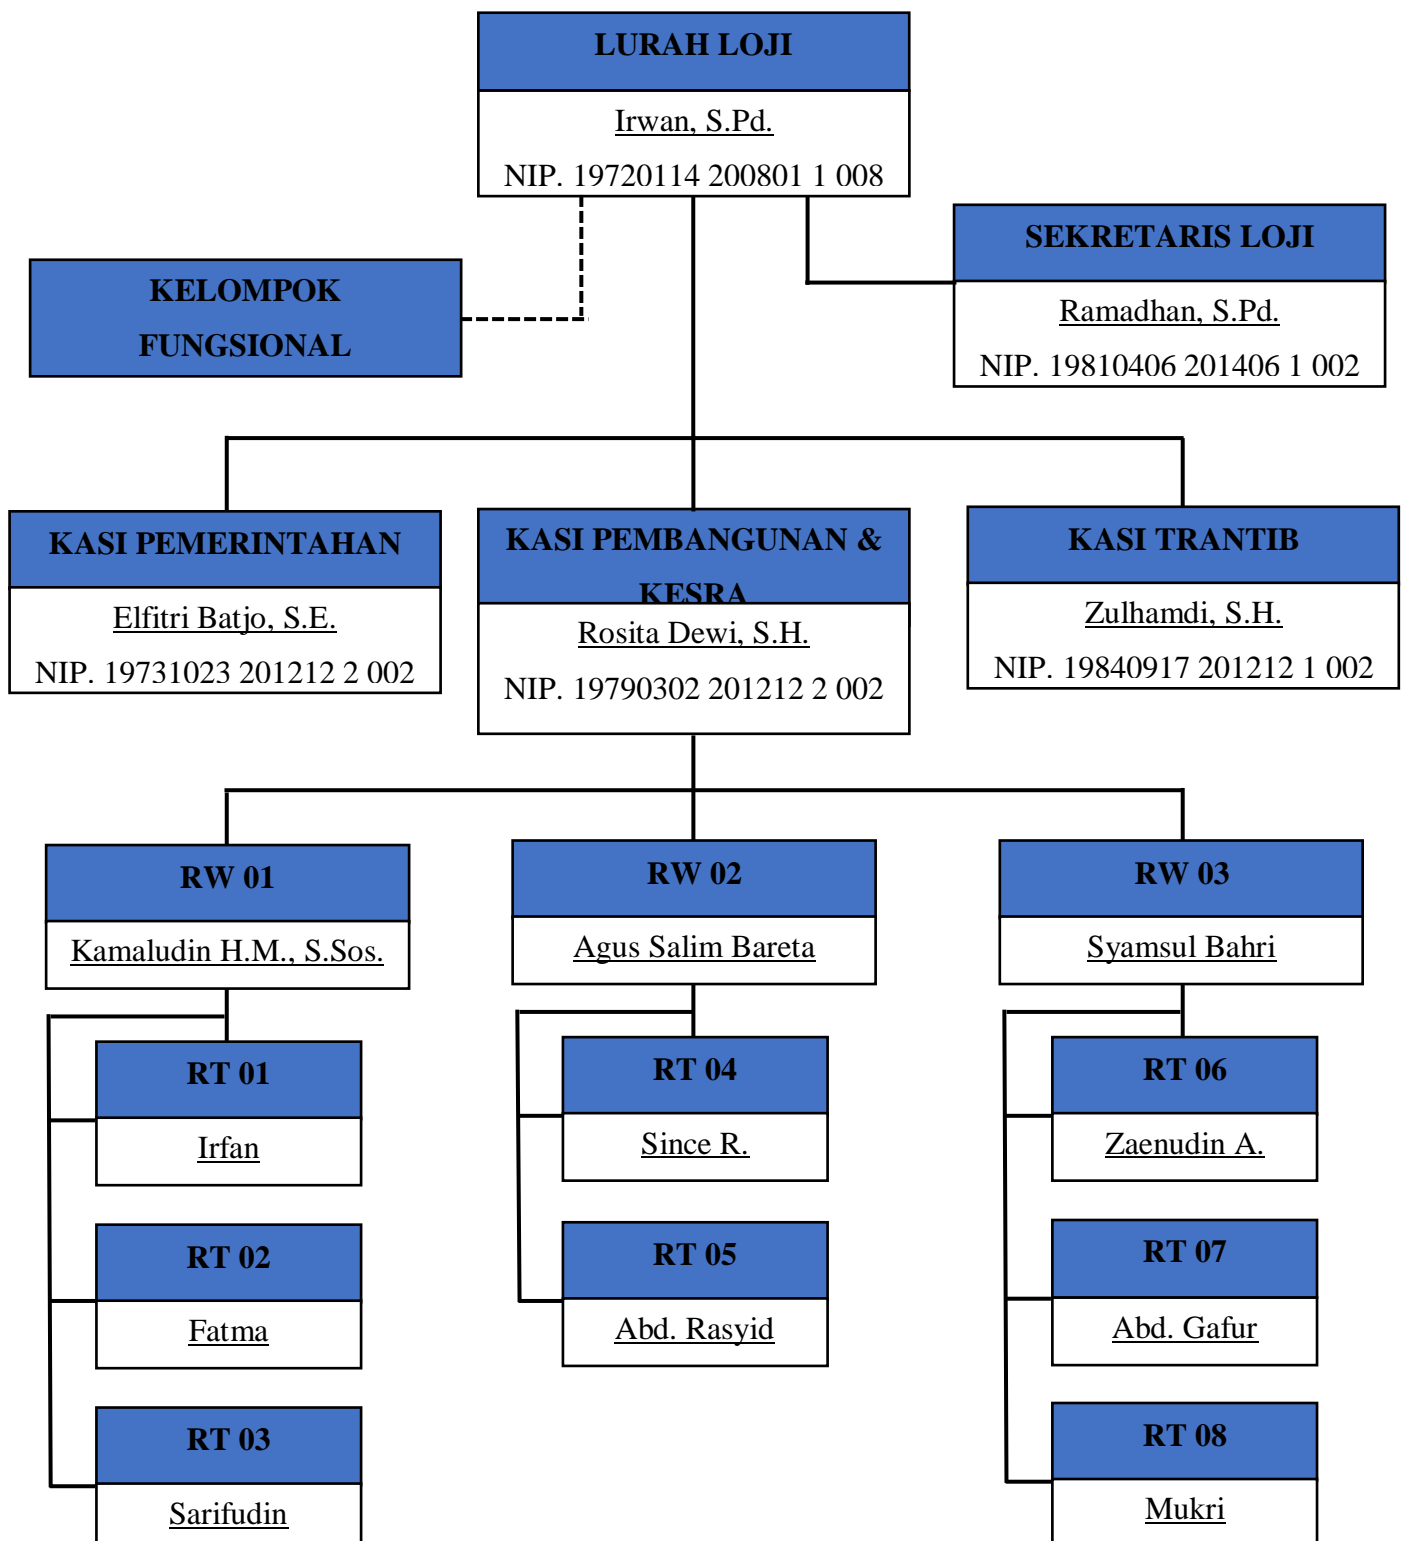 LURAH LOJI
Irwan, S.Pd.
NIP. 19720114 200801 1 008
SEKRETARIS LOJI
Ramadhan, S.Pd.
NIP. 19810406 201406 1 002
KELOMPOK
FUNGSIONAL
KASI PEMERINTAHAN
Elfitri Batjo, S.E.
NIP. 19731023 201212 2 002
KASI PEMBANGUNAN &
KESRA
Rosita Dewi, S.H.
NIP. 19790302 201212 2 002
KASI TRANTIB
Zulhamdi, S.H.
NIP. 19840917 201212 1 002
RW 01
Kamaludin H.M., S.Sos.
RW 02
Agus Salim Bareta
RW 03
Syamsul Bahri
RT 01
Irfan
RT 02
Fatma
RT 03
Sarifudin
RT 04
Since R.
RT 05
Abd. Rasyid
RT 06
Zaenudin A.
RT 07
Abd. Gafur
RT 08
Mukri